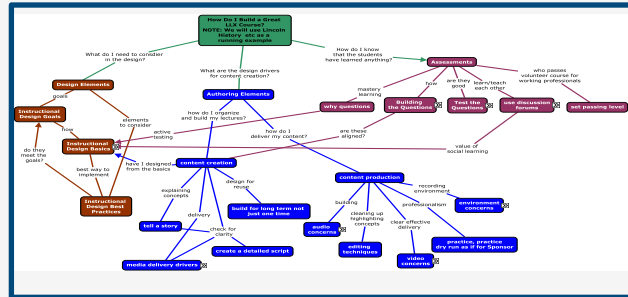 How Do I Build a Great
LLX Course?
NOTE: We will use Lincoln
History etc as a
running example
What do I need to consdier
in the design?
How do I know
that the students
have learned anything?
What are the design drivers
for content creation?
Assessments
who passes
volunteer course for
working professionals
Design Elements
goals
mastery
learning
how
are they
good
learn/teach
each other
Authoring Elements
Instructional
Design Goals
elements
to consider
how do I organize
and build my lectures?
why questions
Building
the Questions
Test the
Questions
use discussion
forums
set passing level
how
active
testing
how do I
deliver my content?
are these
aligned?
Instructional
Design Basics
value of
social learning
do they
meet the
goals?
have I designed
from the basics
content creation
best way to
implement
content production
explaining
concepts
design for
reuse
recording
environment
Instructional
Design Best
Practices
delivery
build for long term not
just one time
building
cleaning up
highlighting
concepts
professionalism
environment
concerns
tell a story
check for
clarity
audio
concerns
clear effective
delivery
create a detailed script
editing
techniques
practice, practice
dry run as if for Sponsor
media delivery drivers
video
concerns